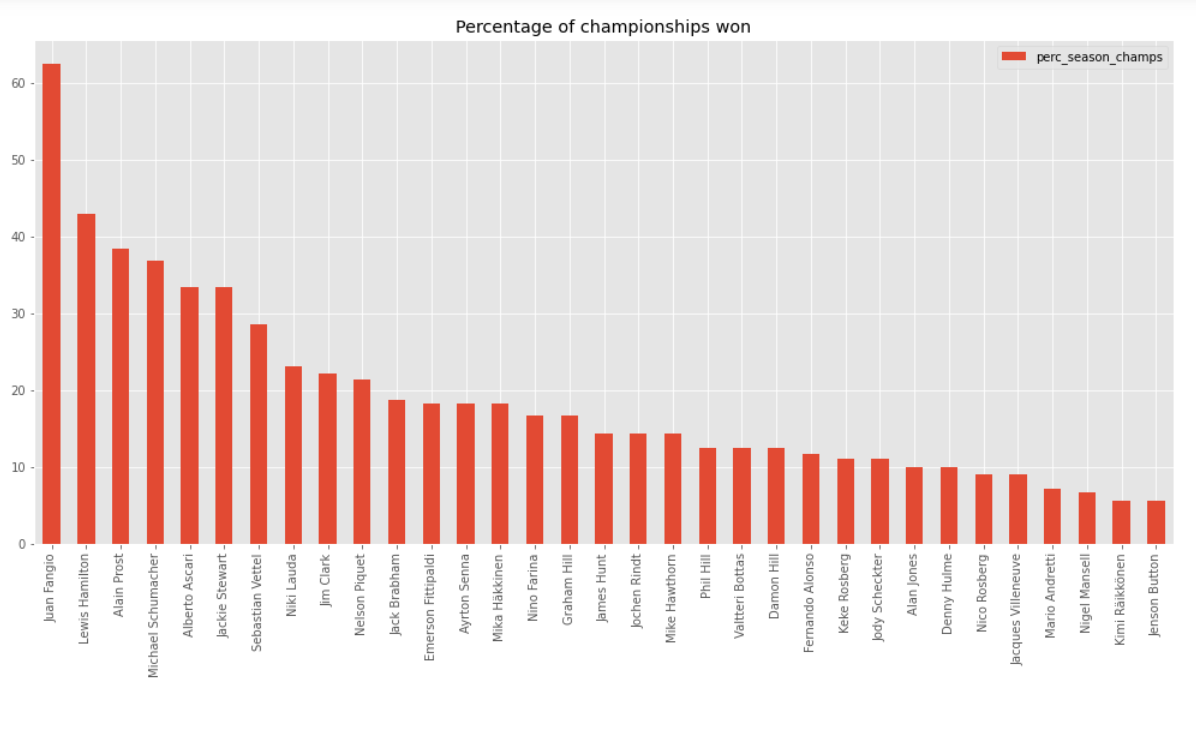 Percentage of championships won
perc_season_champs
60
50
40
30
20
10
0
Juan Fangio
Lewis Hamilton
Alain Prost
Michael Schumacher
Alberto Ascari
Jackie Stewart
Sebastian Vettel
Niki Lauda
Jim Clark
Nelson Piquet
Jack Brabham
Emerson Fittipaldi
Ayrton Senna
Mika Häkkinen
Nino Farina
Graham Hill
James Hunt
Jochen Rindt
Mike Hawthorn
Phil Hill
Valtteri Bottas
Damon Hill
Fernando Alonso
Keke Rosberg
Jody Scheckter
Alan Jones
Denny Hulme
Nico Rosberg
Jacques Villeneuve
Mario Andretti
Nigel Mansell
Kimi Räikkönen
Jenson Button